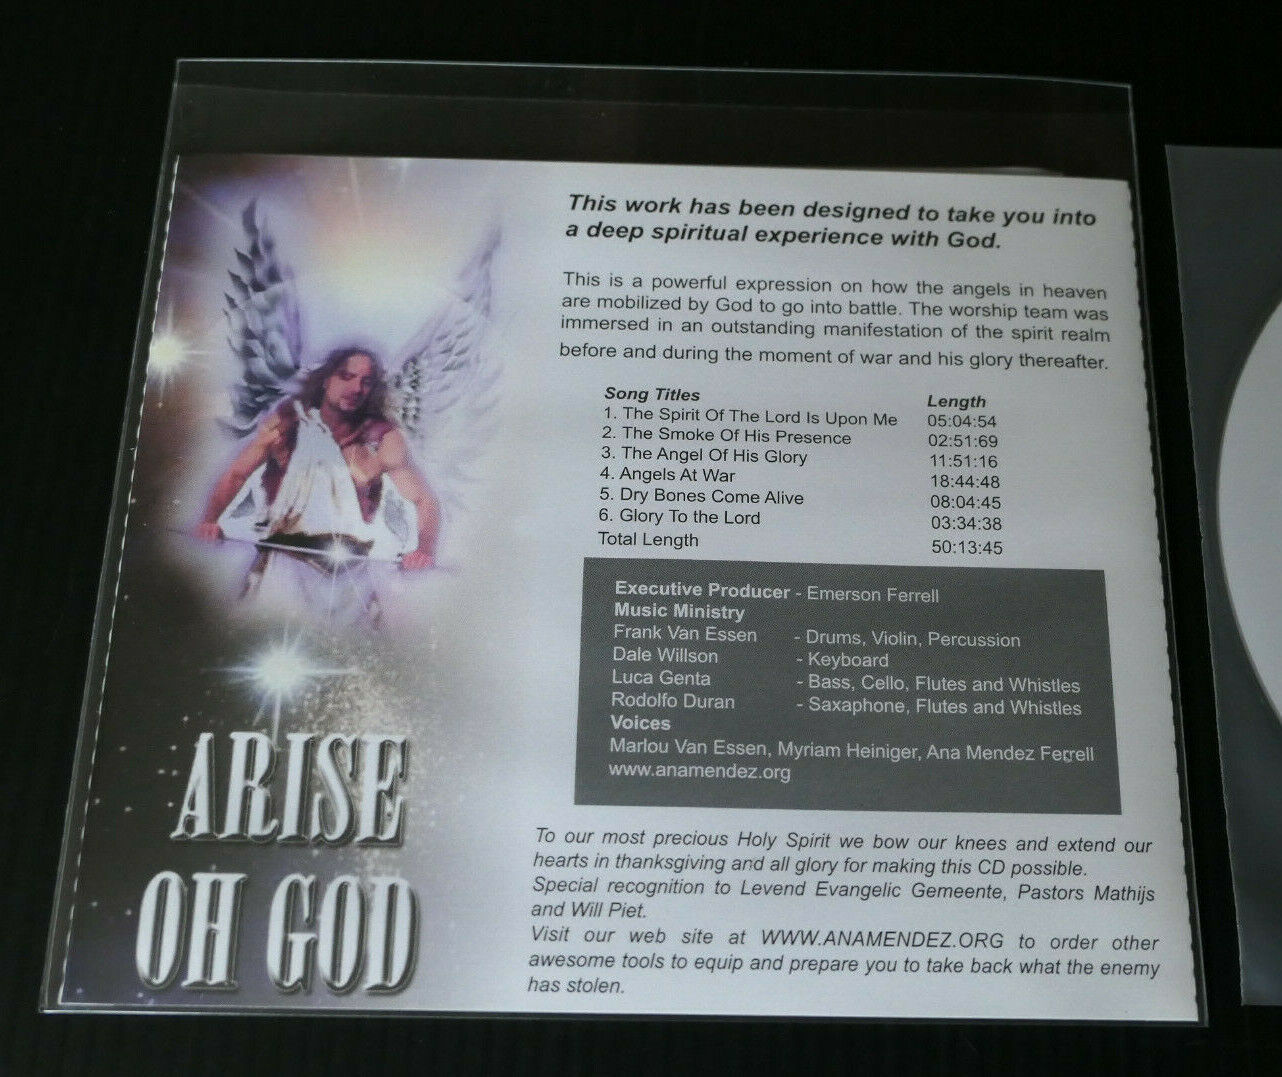 This work has been designed to take you into
a deep spiritual experience with God.
This is a powerful expression on how the angels in heaven
are mobilized by God to go into battle. The worship team was
immersed in an outstanding manifestation of the spirit realm
before and during the moment of war and his glory thereafter.
Song Titles Length
1. The Spirit Of The Lord Is Upon Me 05:04:54
2. The Smoke Of His Presence 02:51:69
3. The Angel Of His Glory 11:51:16
4. Angels At War 18:44:48
5. Dry Bones Come Alive 08:04:45
6. Glory To the Lord 03:34:38
Total Length 50:13:45
Executive Producer - Emerson Ferrell
Music Ministry
Frank Van Essen - Drums, Violin, Percussion
Dale Willson - Keyboard
Luca Genta - Bass, Cello, Flutes and Whistles
Rodolfo Duran - Saxaphone, Flutes and Whistles
Voices
Marlou Van Essen, Myriam Heiniger, Ana Mendez Ferrell
www.anamendez.org
ARISE
OH GOD
To our most precious Holy Spirit we bow our knees and extend our
hearts in thanksgiving and all glory for making this CD possible.
Special recognition to Levend Evangelic Gemeente, Pastors Mathijs
and Will Piet.
Visit our web site at WWW.ANAMENDEZ.ORG to order other
awesome tools to equip and prepare you to take back what the enemy
has stolen.